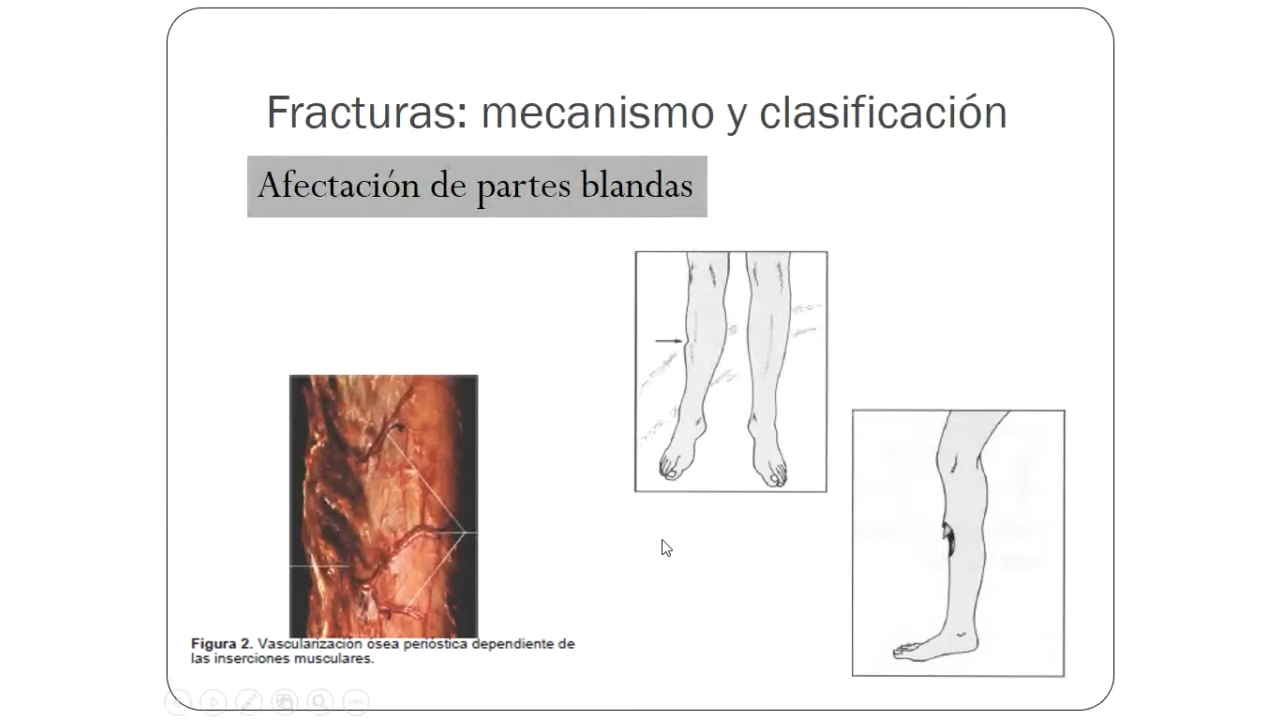 Fracturas: mecanismo y clasificación
Afectación de partes blandas
Figura 2. Vascularización ósea perióstica dependiente de
las inserciones musculares.